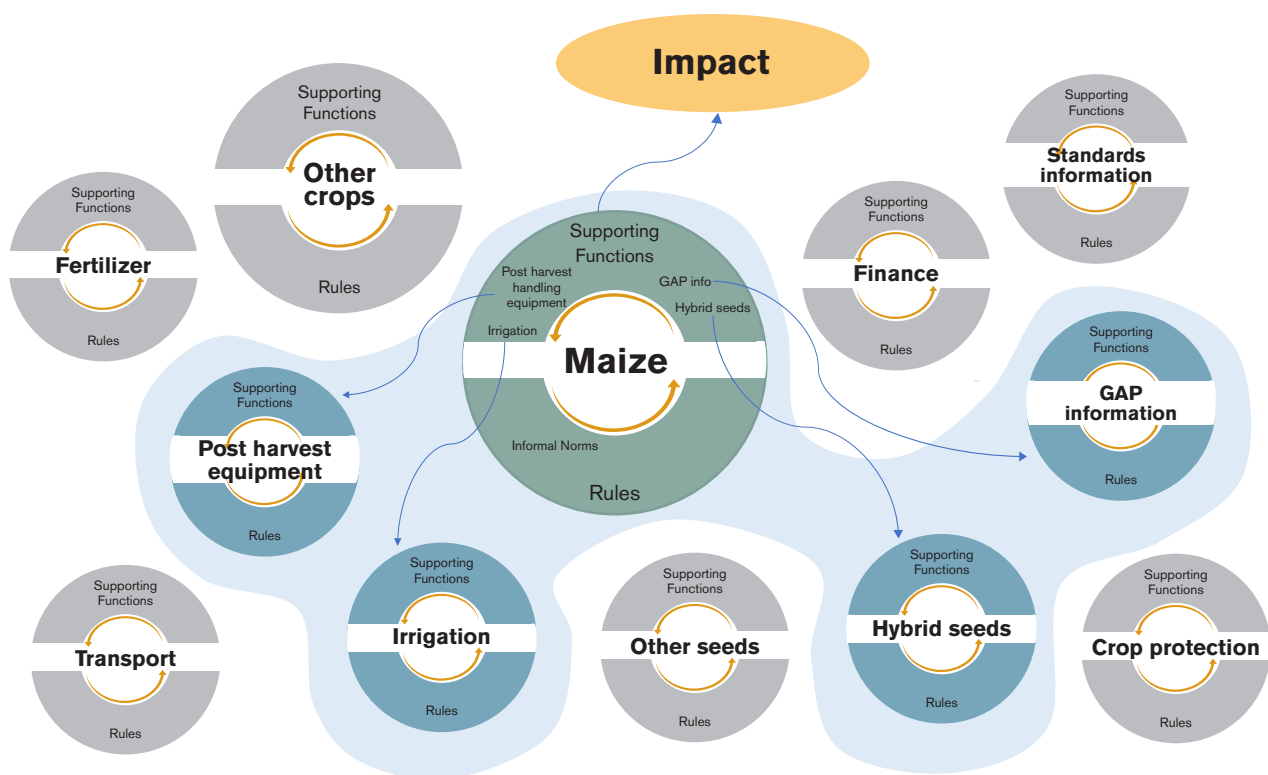 Impact
Supporting
Functions
Other
crops
Rules
Supporting
Functions
Standards
information
Rules
Supporting
Functions
Fertilizer
Rules
Supporting
Functions
Finance
Rules
Supporting
Functions
Post harvest
handling
equipment
GAP info
Hybrid seeds
Irrigation
Maize
Informal Norms
Rules
Supporting
Functions
GAP
information
Rules
Supporting
Functions
Post harvest
equipment
Rules
Supporting
Functions
Transport
Rules
Supporting
Functions
Irrigation
Rules
Supporting
Functions
Other seeds
Rules
Supporting
Functions
Hybrid seeds
Rules
Supporting
Functions
Crop protection
Rules